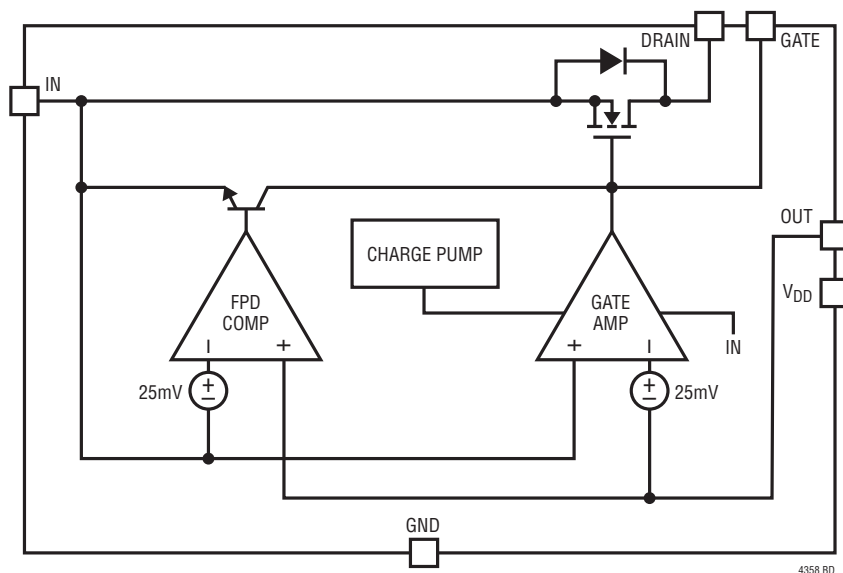 DRAIN
GATE
IN
OUT
CHARGE PUMP
VDD
FPD
COMP
GATE
AMP
IN
– +
+ –
25mV
+
–
+
–
25mV
GND
4358 BD